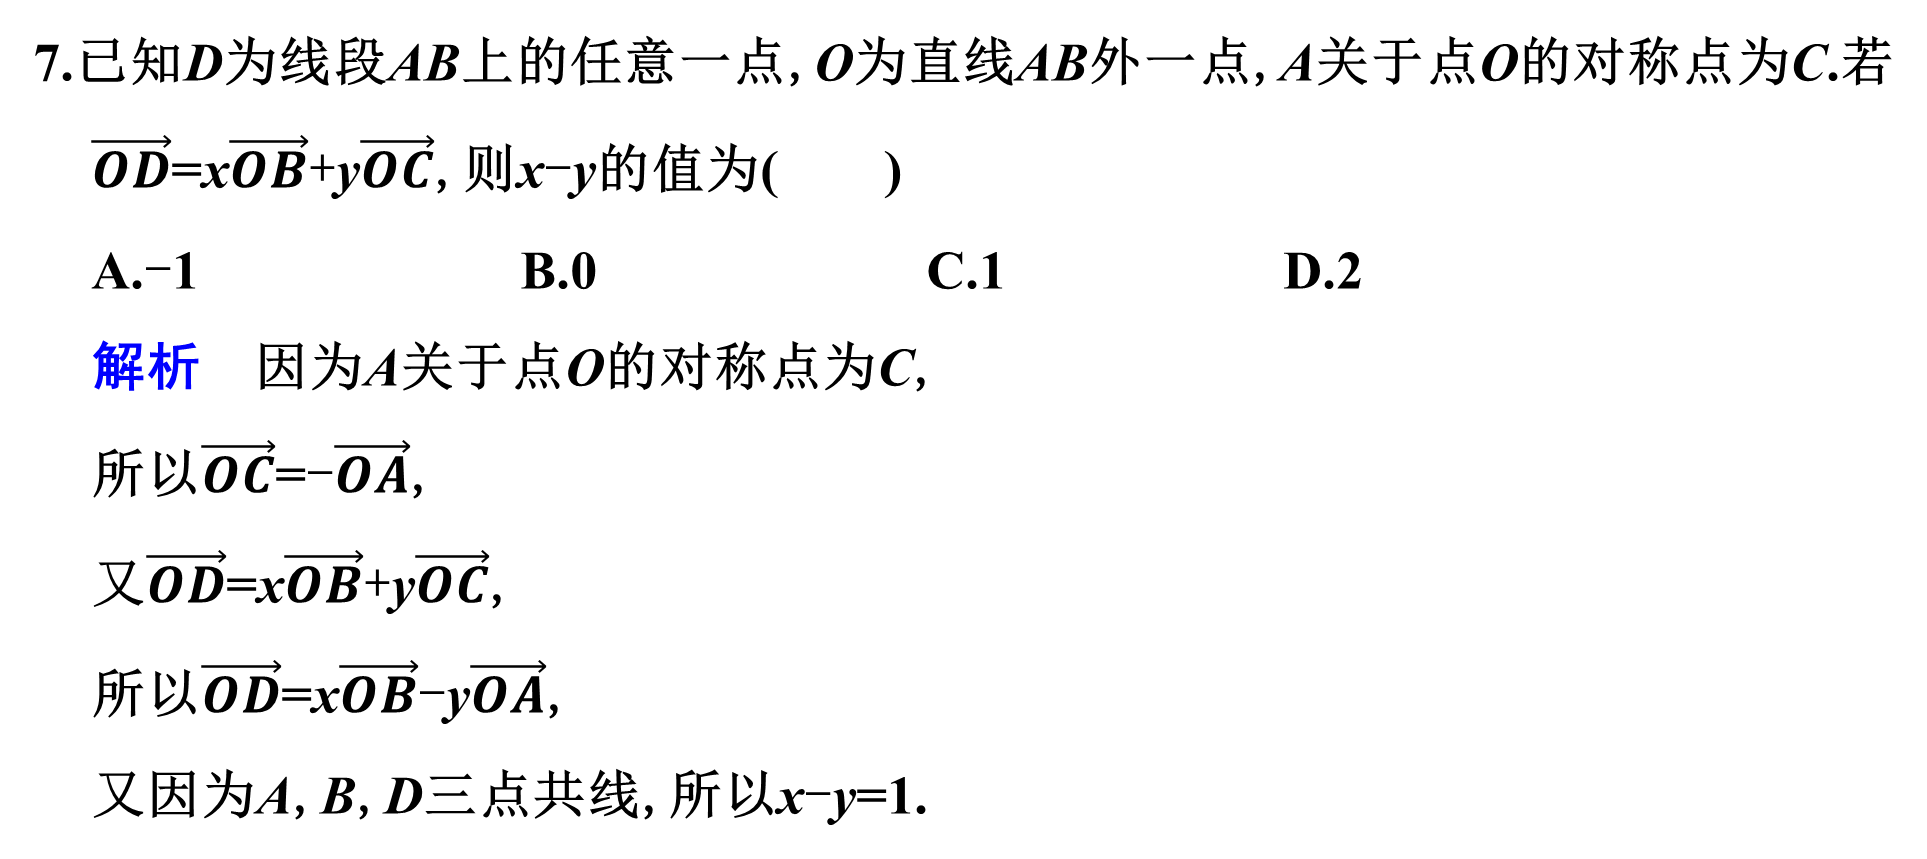 7.已知D为线段AB上的任意一点,O为直线AB外一点,A关于点O的对称点为C.若
$\overrightarrow{OD}$=x$\overrightarrow{OB}$+y$\overrightarrow{OC}$,则x-y的值为(  )
A.-1 B.0 C.1 D.2
解析 因为A关于点O的对称点为C,
所以$\overrightarrow{OC}$=-$\overrightarrow{OA}$,
又$\overrightarrow{OD}$=x$\overrightarrow{OB}$+y$\overrightarrow{OC}$,
所以$\overrightarrow{OD}$=x$\overrightarrow{OB}$-y$\overrightarrow{OA}$,
又因为A,B,D三点共线,所以x-y=1.